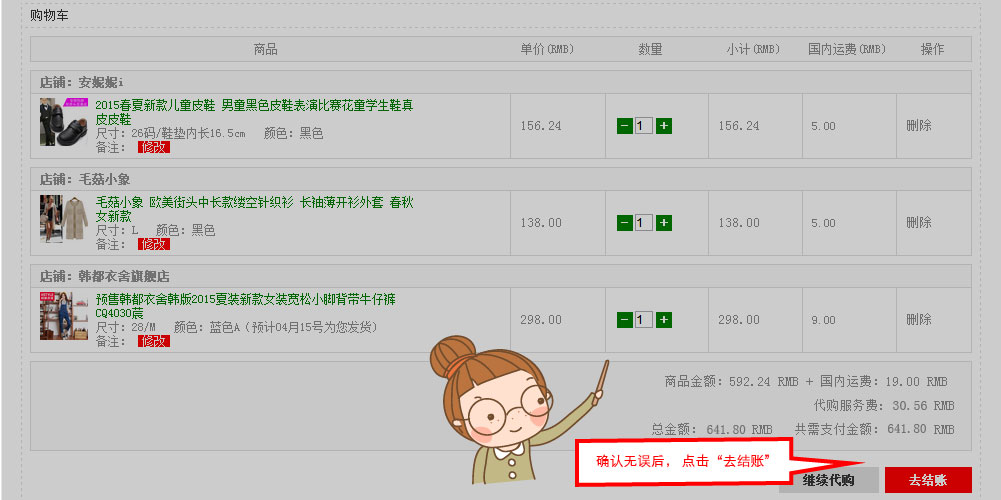 购物车
商品 单价(RMB) 数量 小计(RMB) 国内运费(RMB) 操作
店铺：安妮妮i
2015春夏新款儿童皮鞋 男童黑色皮鞋表演比赛花童学生鞋真
皮皮鞋
尺寸：26码/鞋垫内长16.5cm 颜色：黑色
备注： 修改
156.24 − 1 + 156.24 5.00 删除
店铺：毛菇小象
毛菇小象 欧美街头中长款缕空针织衫 长袖薄开衫外套 春秋
女新款
尺寸：L 颜色：黑色
备注： 修改
138.00 − 1 + 138.00 5.00 删除
店铺：韩都衣舍旗舰店
预售韩都衣舍韩版2015夏装新款女装宽松小脚背带牛仔裤
CQ4030莀
尺寸：28/M 颜色：蓝色A（预计04月15号为您发货）
备注： 修改
298.00 − 1 + 298.00 9.00 删除
商品金额：592.24 RMB + 国内运费：19.00 RMB
代购服务费：30.56 RMB
总金额：641.80 RMB 共需支付金额：641.80 RMB
确认无误后，点击“去结账”
继续代购 去结账